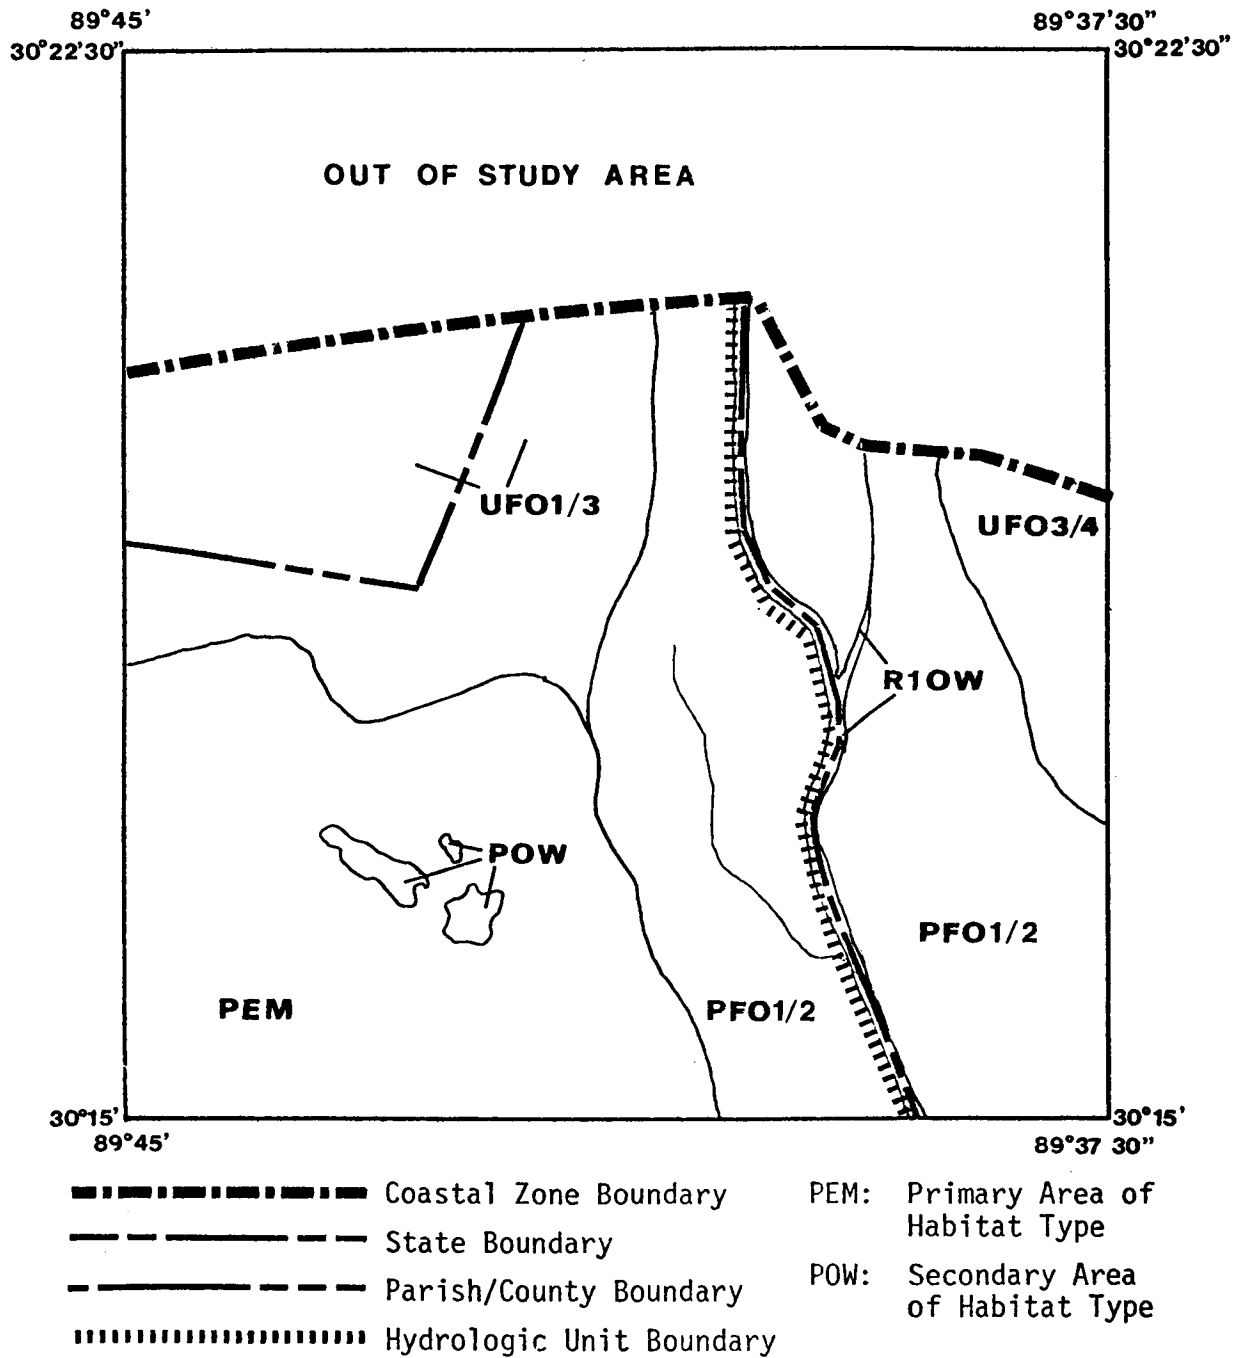 89°45' 89°37'30"
30°22'30" 30°22'30"
OUT OF STUDY AREA
UFO1/3
UFO3/4
R1OW
POW
PFO1/2
PEM
PFO1/2
30°15' 30°15'
89°45' 89°37 30"
Coastal Zone Boundary
State Boundary
Parish/County Boundary
Hydrologic Unit Boundary
PEM: Primary Area of
Habitat Type
POW: Secondary Area
of Habitat Type